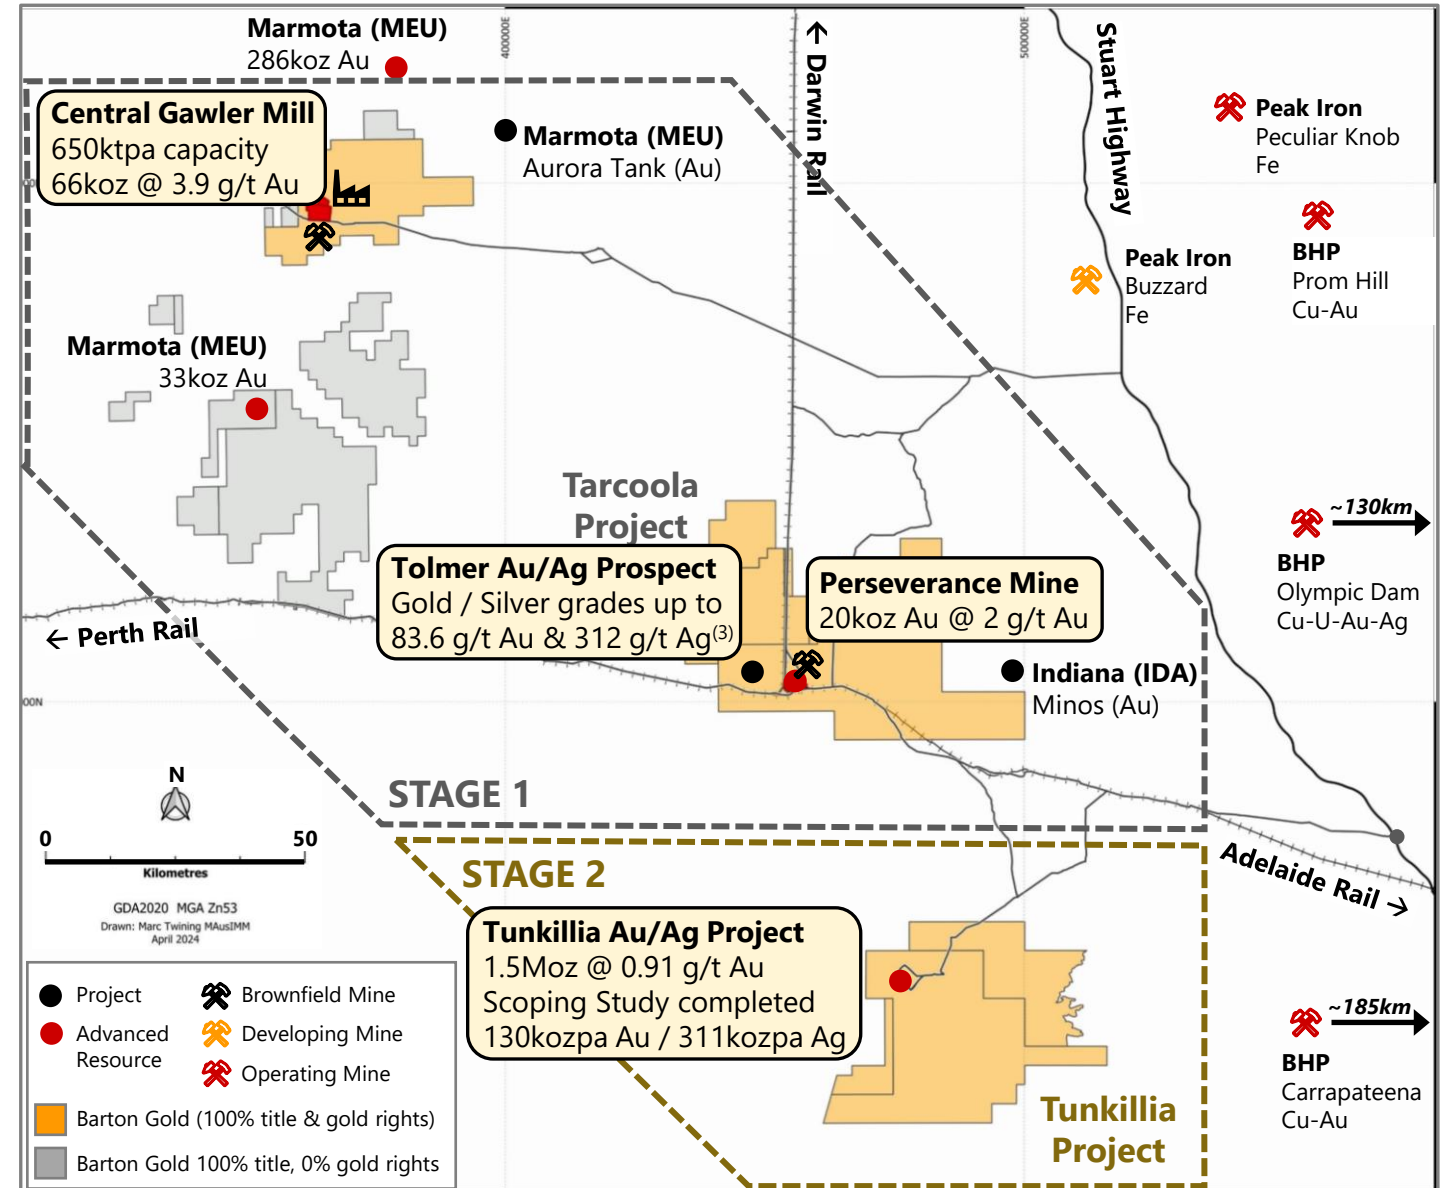 Marmota (MEU)
286koz Au
400000E
← Darwin Rail
500000E
Stuart Highway
Central Gawler Mill
650ktpa capacity
66koz @ 3.9 g/t Au
Marmota (MEU)
Aurora Tank (Au)
Peak Iron
Peculiar Knob
Fe
BHP
Prom Hill
Cu-Au
Peak Iron
Buzzard
Fe
Marmota (MEU)
33koz Au
Tarcoola
Project
~130km
BHP
Olympic Dam
Cu-U-Au-Ag
Tolmer Au/Ag Prospect
Gold / Silver grades up to
83.6 g/t Au & 312 g/t Ag(3)
Perseverance Mine
20koz Au @ 2 g/t Au
← Perth Rail
Indiana (IDA)
Minos (Au)
00N
N
0 50
Kilometres
GDA2020 MGA Zn53
Drawn: Marc Twining MAusIMM
April 2024
STAGE 1
STAGE 2
Adelaide Rail →
Tunkillia Au/Ag Project
1.5Moz @ 0.91 g/t Au
Scoping Study completed
130kozpa Au / 311kozpa Ag
~185km
BHP
Carrapateena
Cu-Au
Tunkillia
Project
Project
Advanced
Resource
Brownfield Mine
Developing Mine
Operating Mine
Barton Gold (100% title & gold rights)
Barton Gold 100% title, 0% gold rights